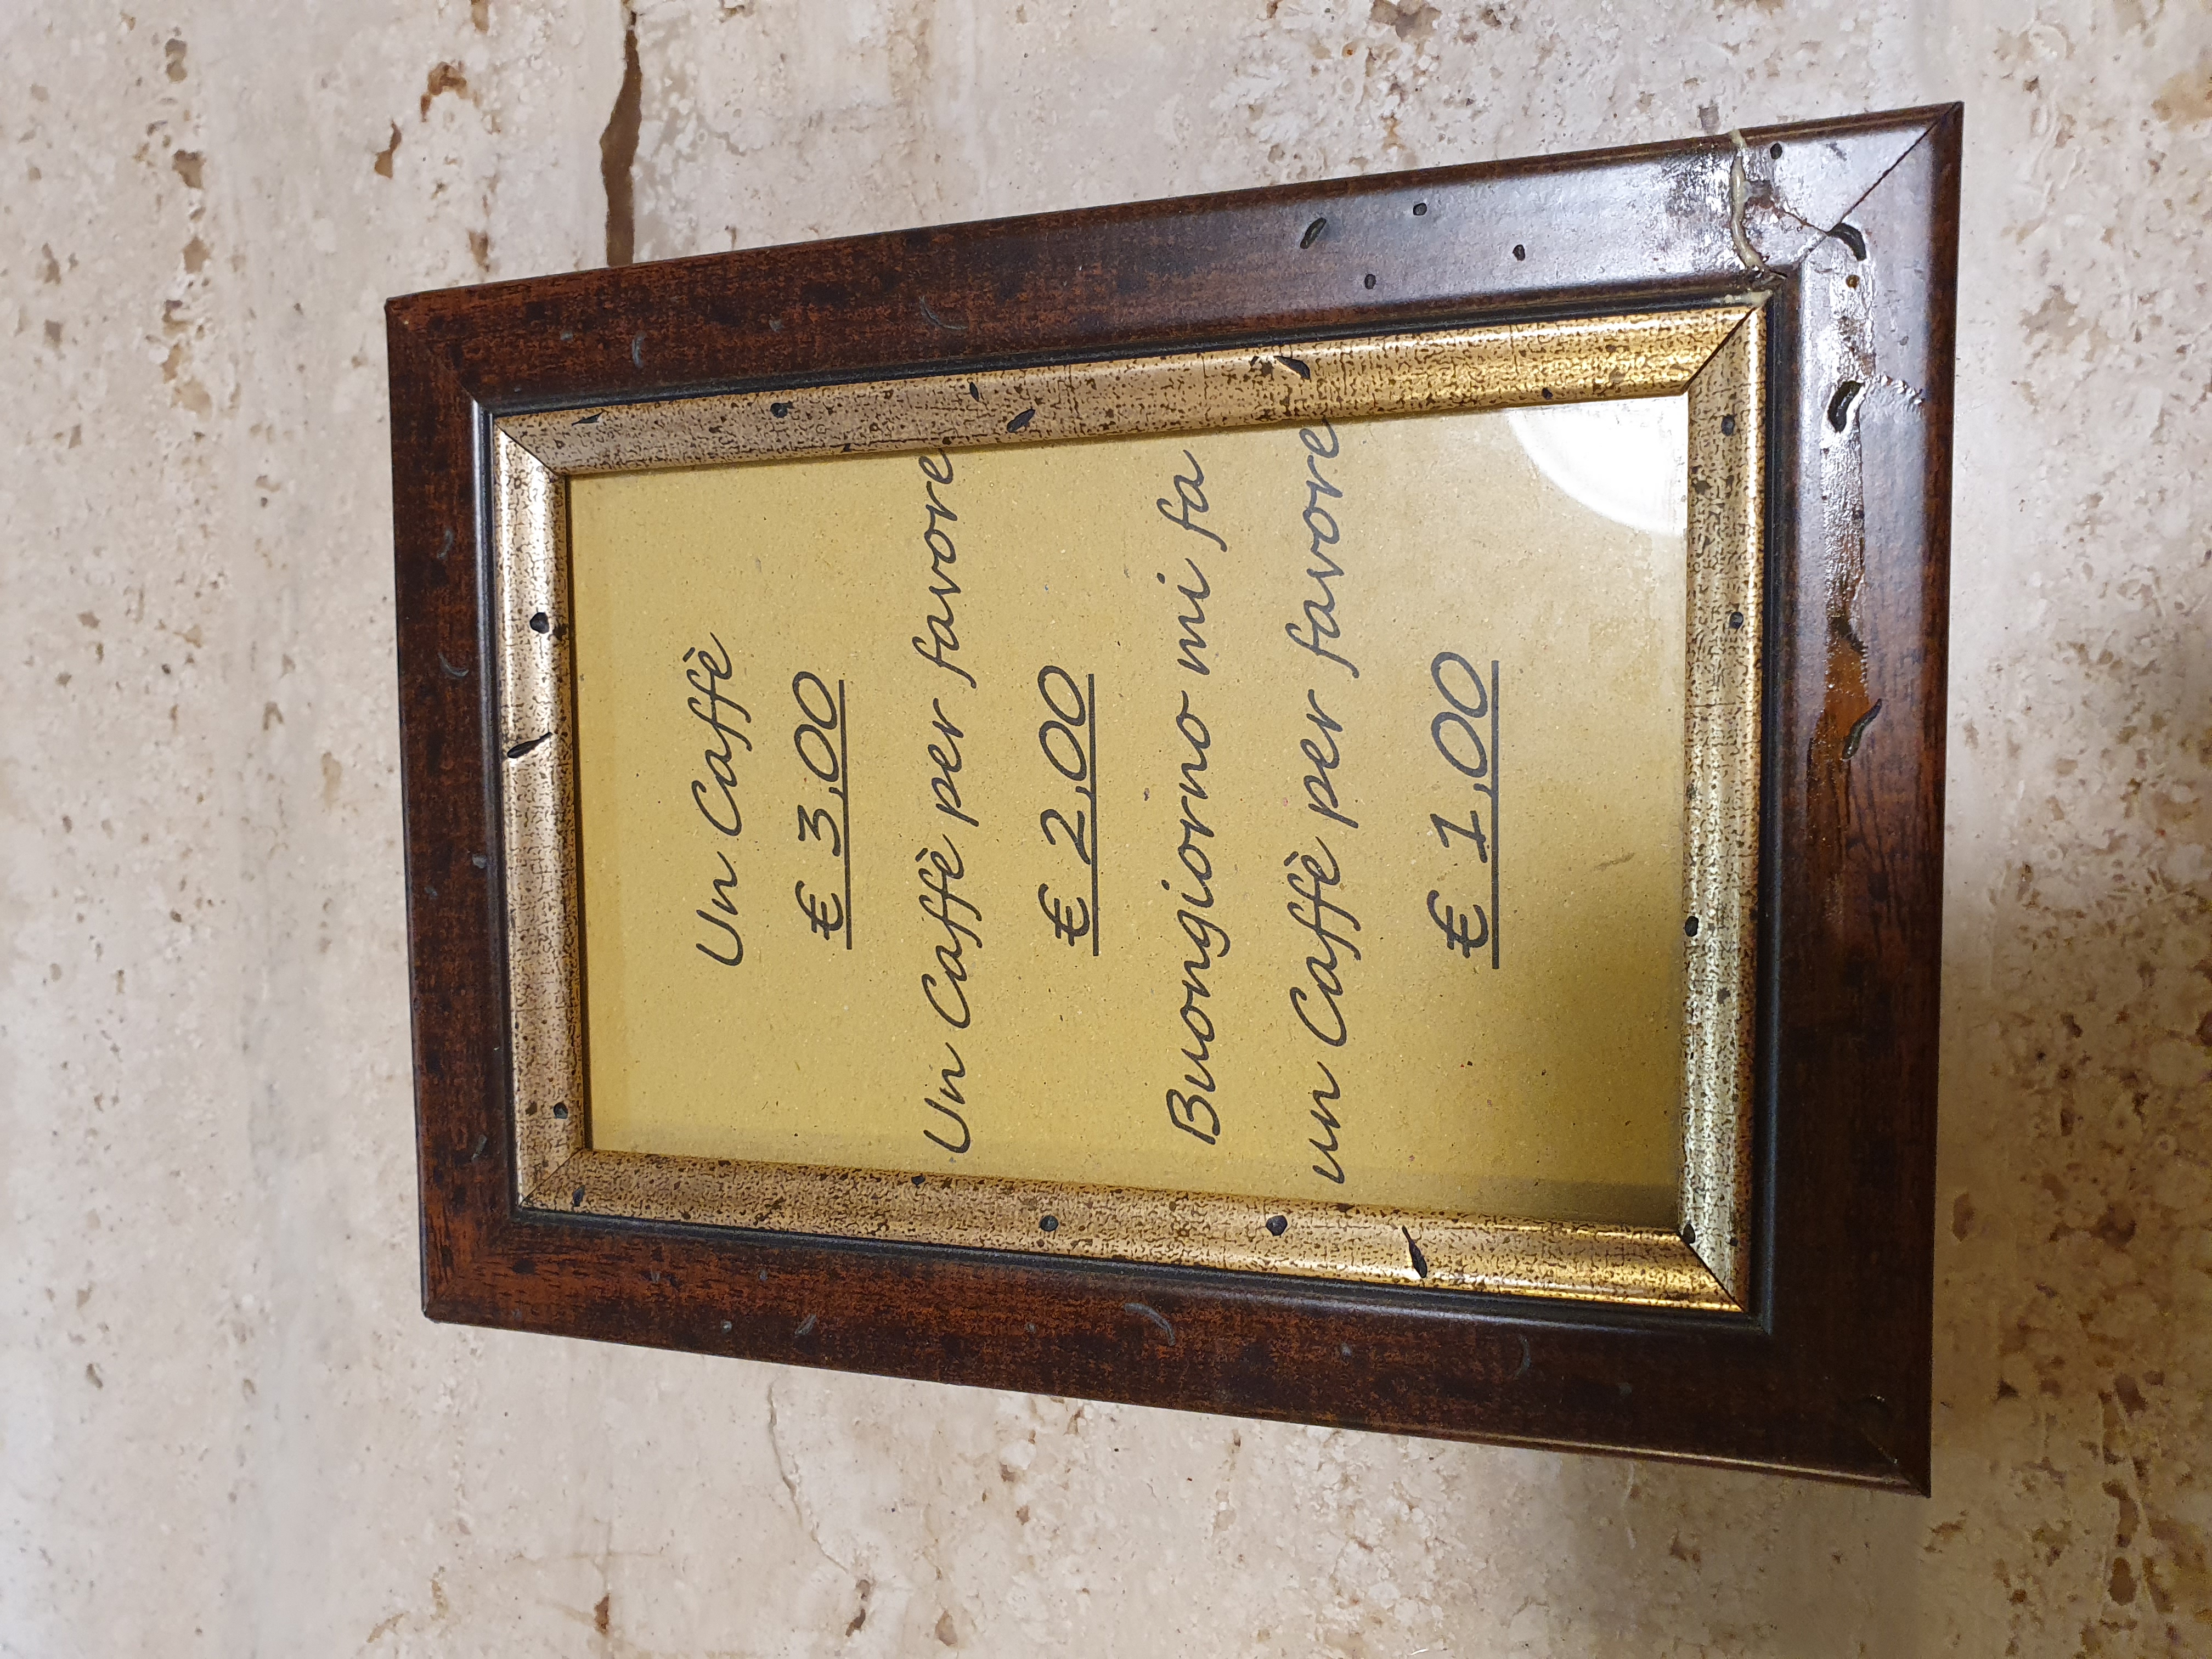 Un Caffè
€ 3,00
Un Caffè per favore
€ 2,00
Buongiorno mi fa
un Caffè per favore
€ 1,00